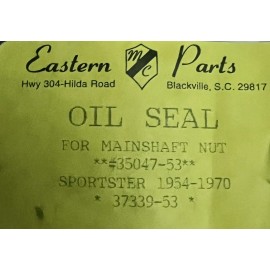 Eastern MC Parts
Hwy 304-Hilda Road Blackville, S.C. 29817
OIL SEAL
FOR MAINSHAFT NUT
**#35047-53**
SPORTSTER 1954-1970
* 37339-53 *